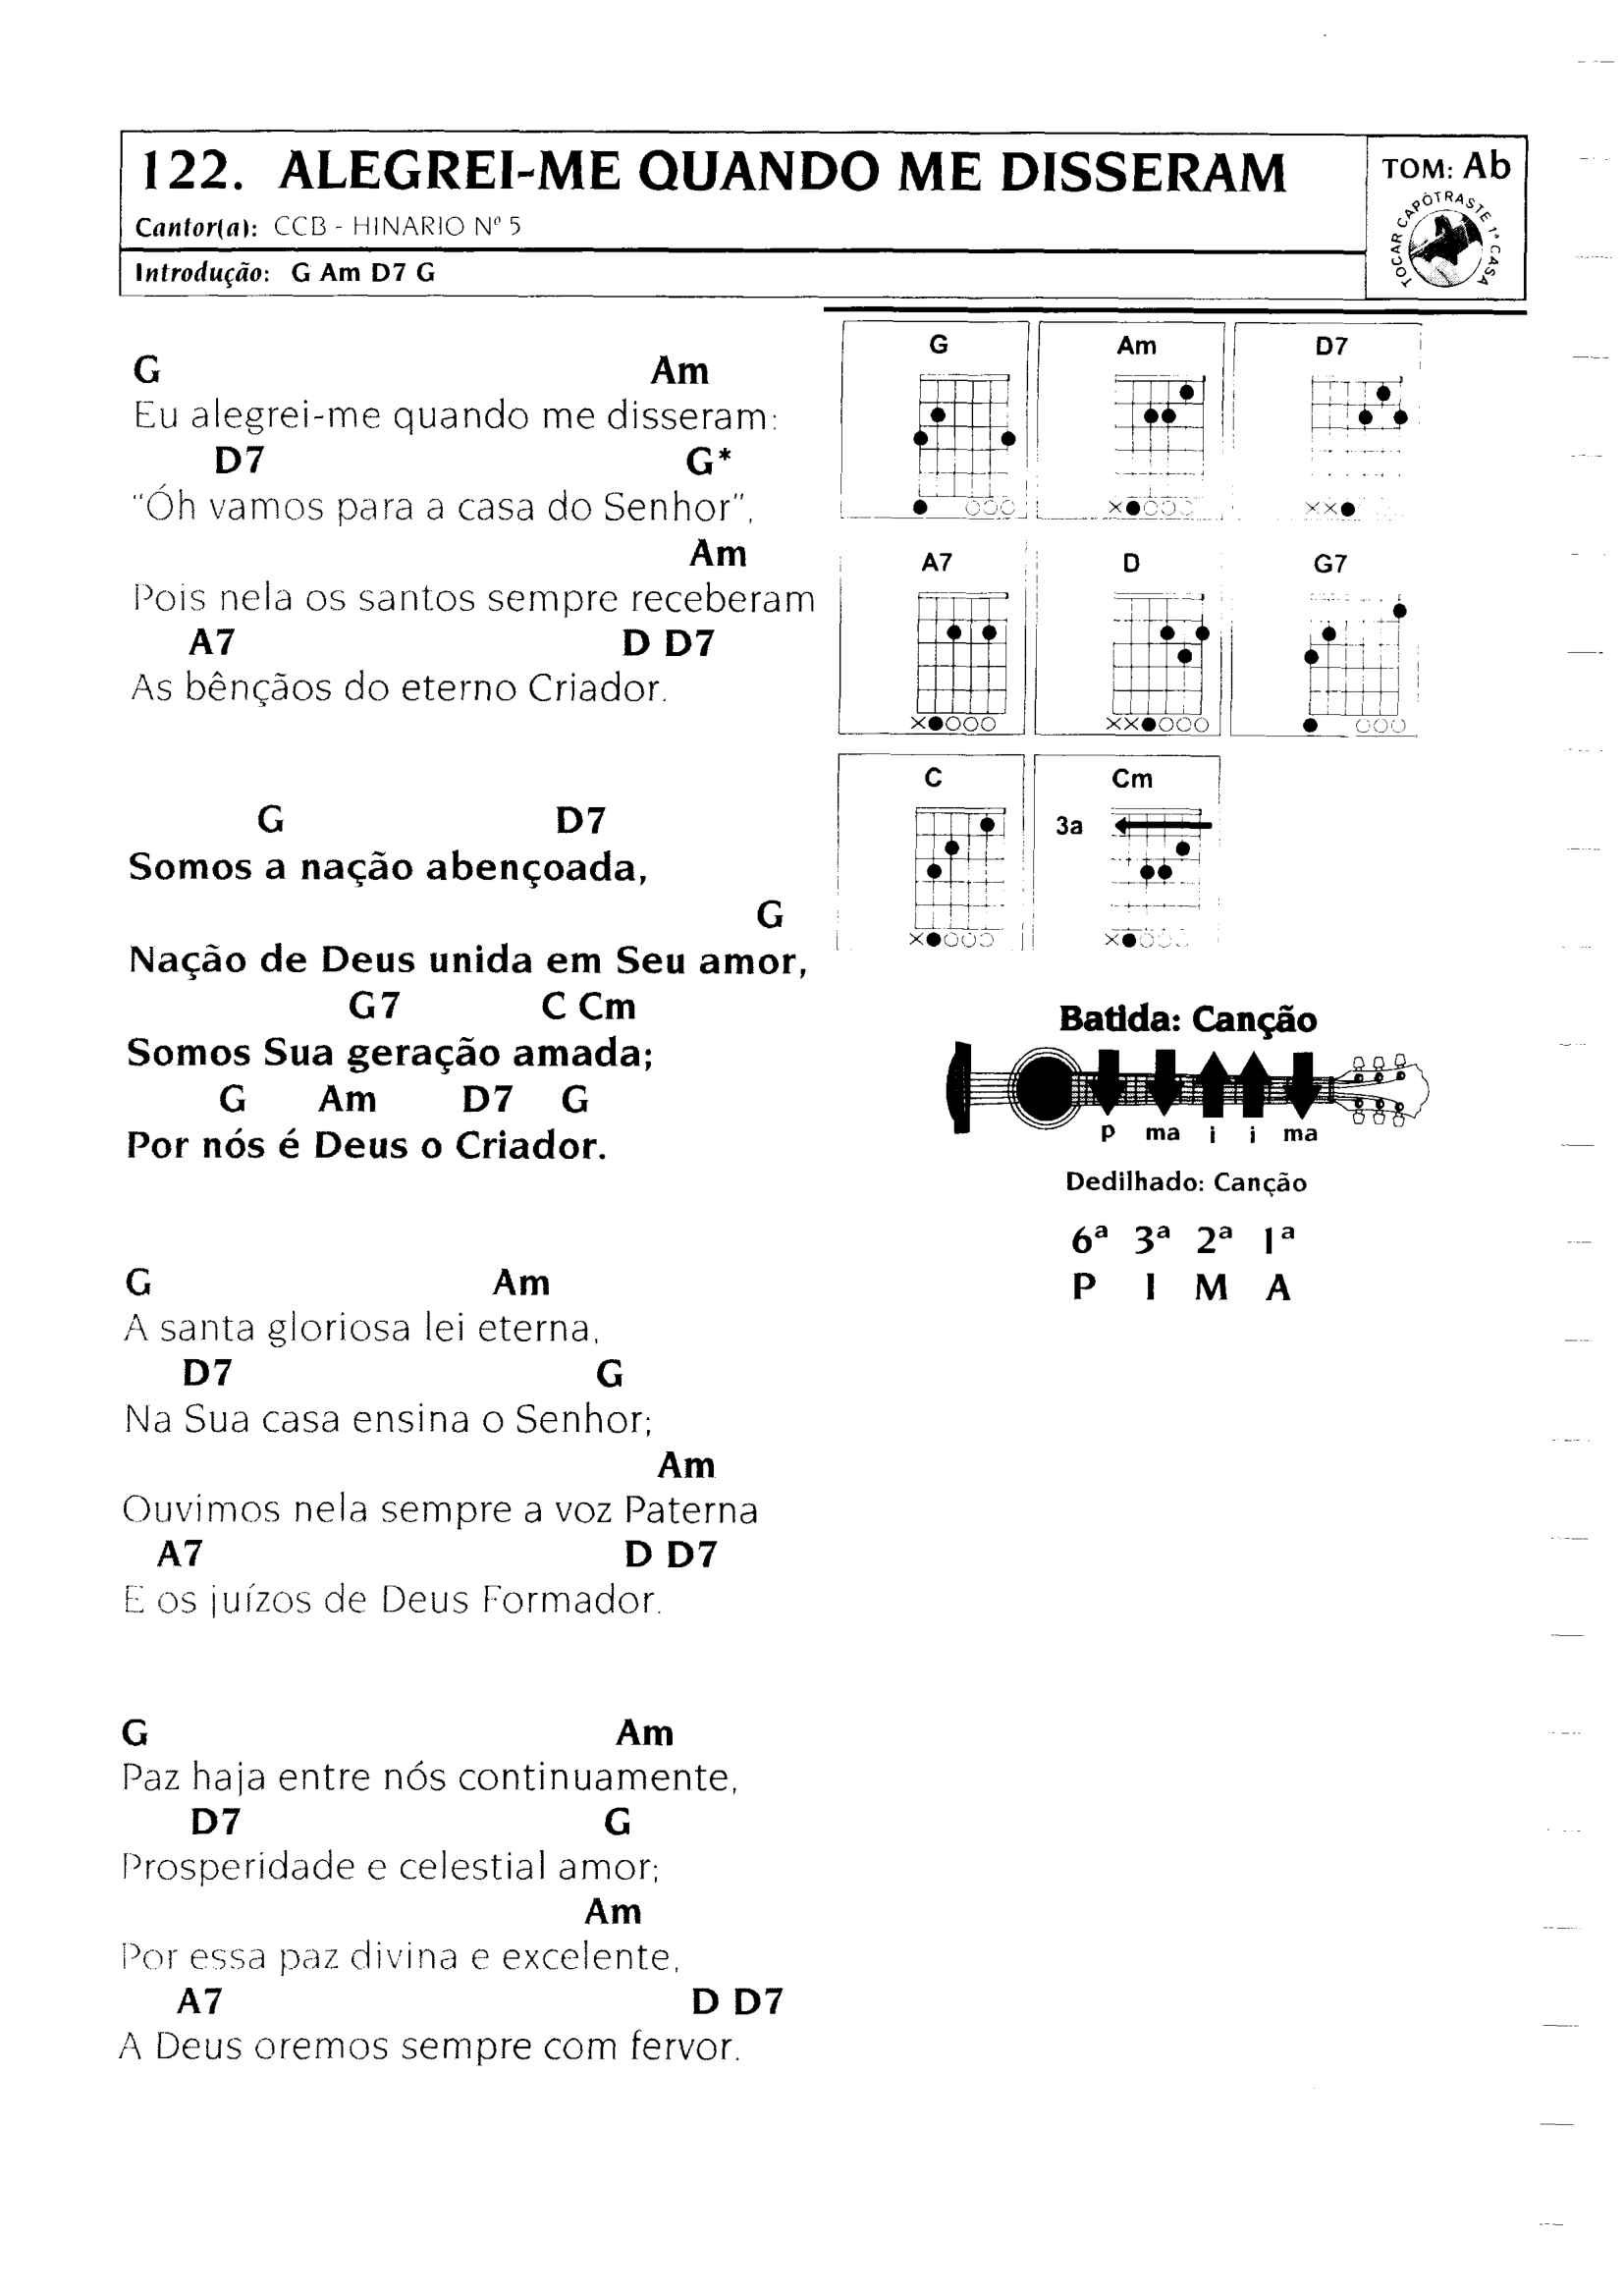 122. ALEGREI-ME QUANDO ME DISSERAM
Cantor(a): CCB - HINARIO Nº 5
Introdução: G Am D7 G
TOM: Ab
TOCAR CAPÔTRASTE 1ª CASA
G Am
Eu alegrei-me quando me disseram:
D7 G*
“Óh vamos para a casa do Senhor”,
Am
Pois nela os santos sempre receberam
A7 D D7
As bênçãos do eterno Criador.
G D7
Somos a nação abençoada,
G
Nação de Deus unida em Seu amor,
G7 C Cm
Somos Sua geração amada;
G Am D7 G
Por nós é Deus o Criador.
G Am
A santa gloriosa lei eterna,
D7 G
Na Sua casa ensina o Senhor;
Am
Ouvimos nela sempre a voz Paterna
A7 D D7
E os juízos de Deus Formador.
G Am
Paz haja entre nós continuamente,
D7 G
Prosperidade e celestial amor;
Am
Por essa paz divina e excelente,
A7 D D7
A Deus oremos sempre com fervor.
G Am D7
A7 D G7
C Cm
3a
Batida: Canção
p ma i i ma
Dedilhado: Canção
6ª 3ª 2ª 1ª
P I M A